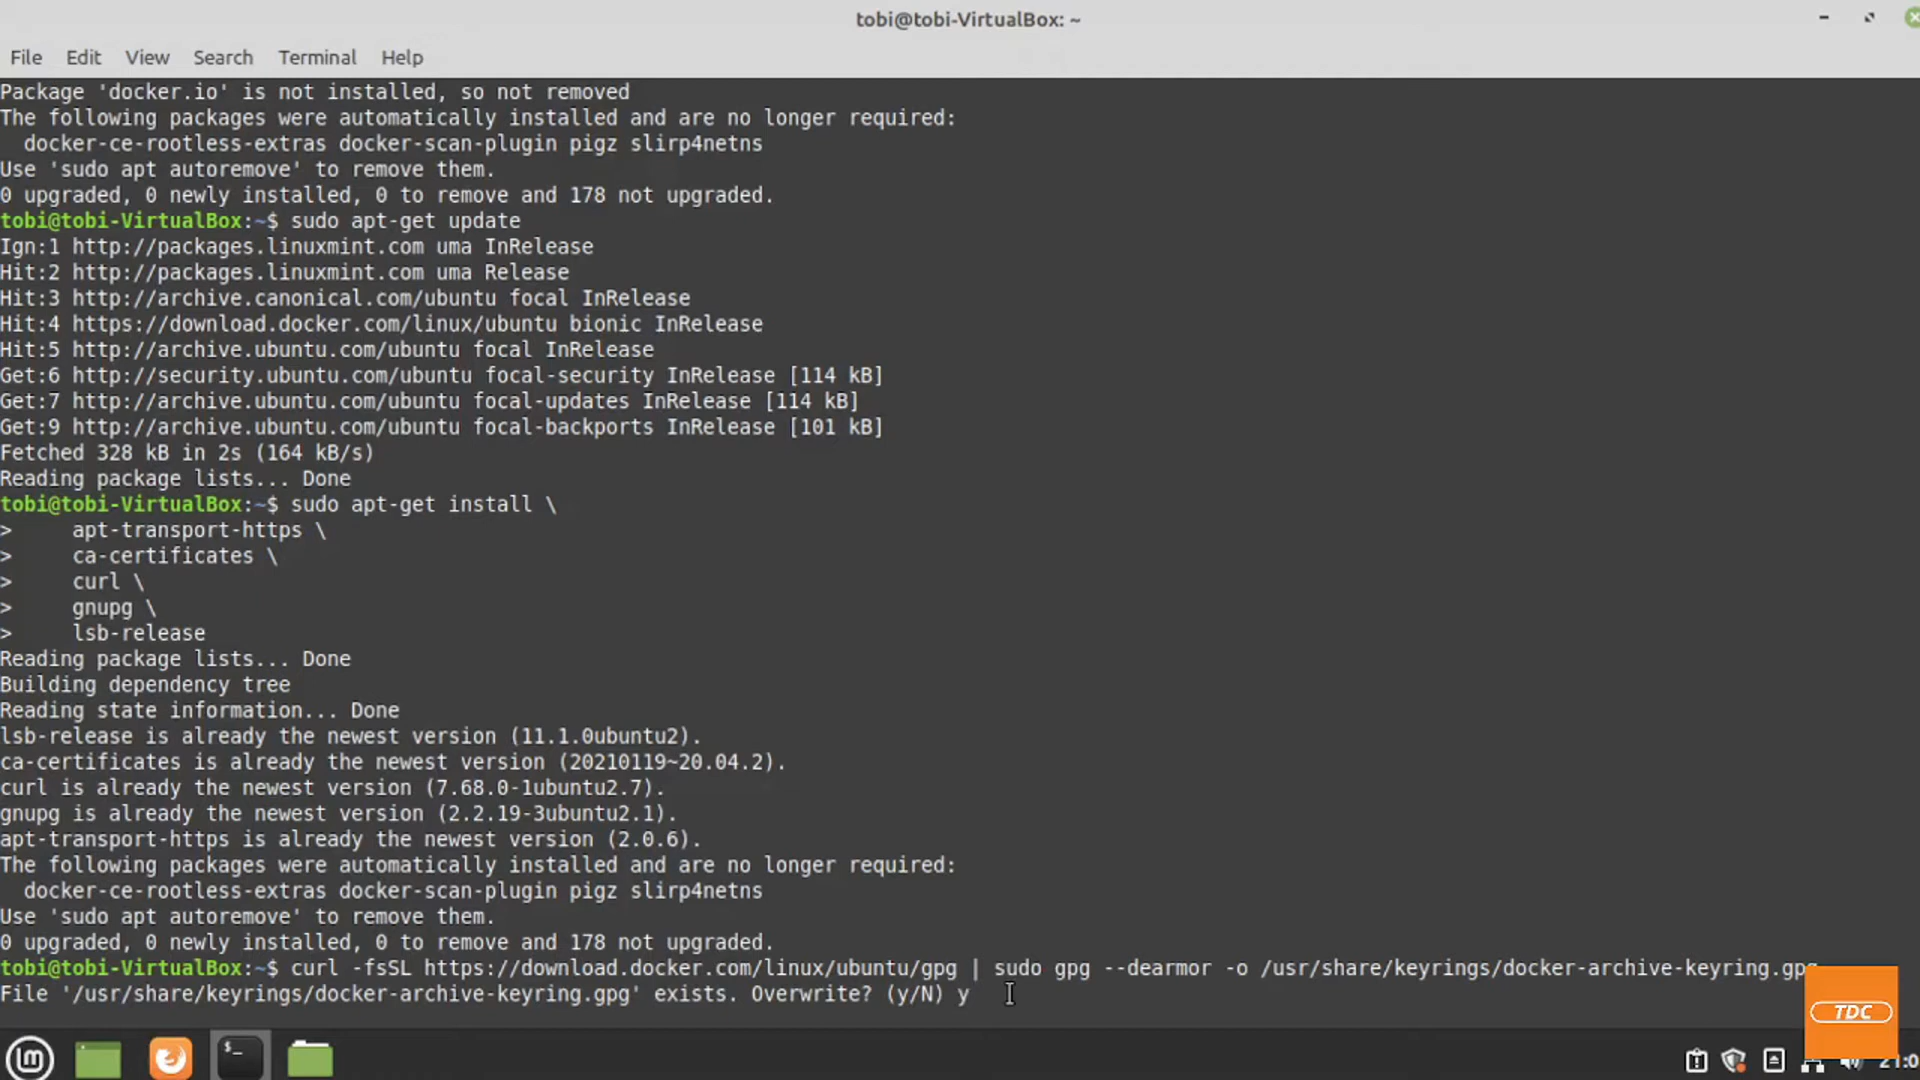 tobi@tobi-VirtualBox: ~
File Edit View Search Terminal Help
Package 'docker.io' is not installed, so not removed
The following packages were automatically installed and are no longer required:
  docker-ce-rootless-extras docker-scan-plugin pigz slirp4netns
Use 'sudo apt autoremove' to remove them.
0 upgraded, 0 newly installed, 0 to remove and 178 not upgraded.
tobi@tobi-VirtualBox:~$ sudo apt-get update
Ign:1 http://packages.linuxmint.com uma InRelease
Hit:2 http://packages.linuxmint.com uma Release
Hit:3 http://archive.canonical.com/ubuntu focal InRelease
Hit:4 https://download.docker.com/linux/ubuntu bionic InRelease
Hit:5 http://archive.ubuntu.com/ubuntu focal InRelease
Get:6 http://security.ubuntu.com/ubuntu focal-security InRelease [114 kB]
Get:7 http://archive.ubuntu.com/ubuntu focal-updates InRelease [114 kB]
Get:9 http://archive.ubuntu.com/ubuntu focal-backports InRelease [101 kB]
Fetched 328 kB in 2s (164 kB/s)
Reading package lists... Done
tobi@tobi-VirtualBox:~$ sudo apt-get install \
>     apt-transport-https \
>     ca-certificates \
>     curl \
>     gnupg \
>     lsb-release
Reading package lists... Done
Building dependency tree
Reading state information... Done
lsb-release is already the newest version (11.1.0ubuntu2).
ca-certificates is already the newest version (20210119~20.04.2).
curl is already the newest version (7.68.0-1ubuntu2.7).
gnupg is already the newest version (2.2.19-3ubuntu2.1).
apt-transport-https is already the newest version (2.0.6).
The following packages were automatically installed and are no longer required:
  docker-ce-rootless-extras docker-scan-plugin pigz slirp4netns
Use 'sudo apt autoremove' to remove them.
0 upgraded, 0 newly installed, 0 to remove and 178 not upgraded.
tobi@tobi-VirtualBox:~$ curl -fsSL https://download.docker.com/linux/ubuntu/gpg | sudo gpg --dearmor -o /usr/share/keyrings/docker-archive-keyring.gpg
File '/usr/share/keyrings/docker-archive-keyring.gpg' exists. Overwrite? (y/N) y
TDC